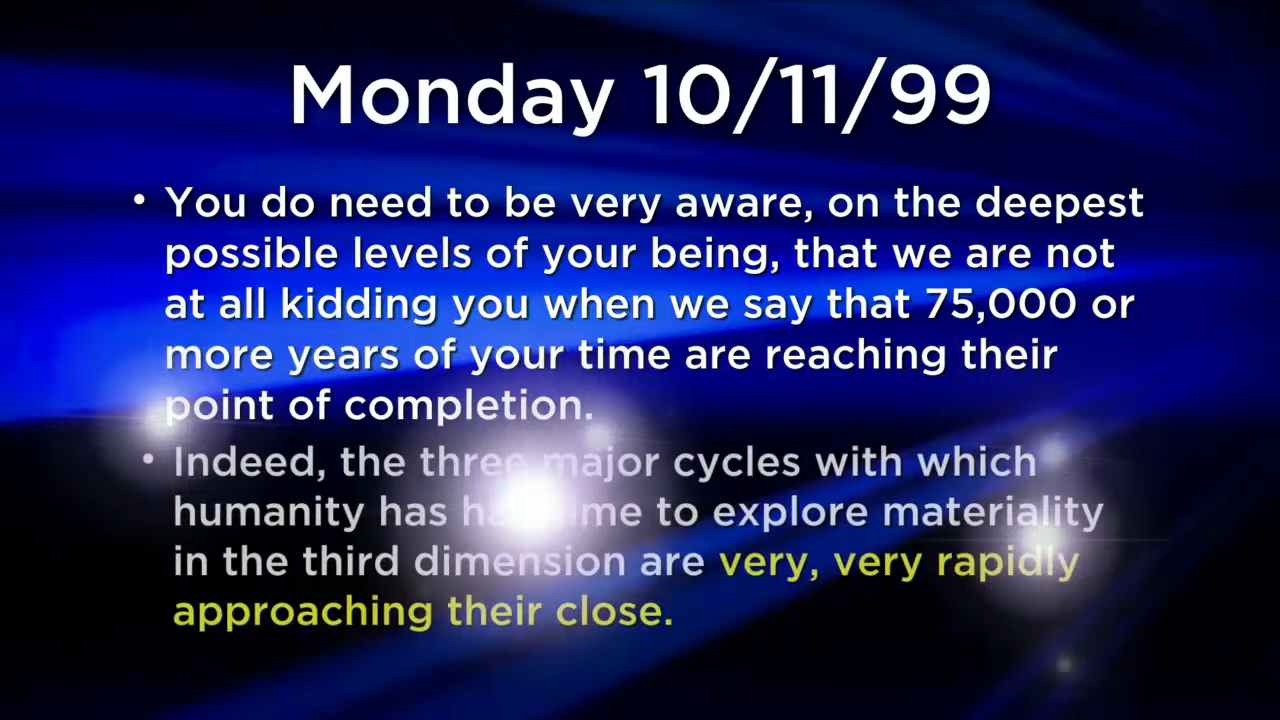 Monday 10/11/99
• You do need to be very aware, on the deepest
possible levels of your being, that we are not
at all kidding you when we say that 75,000 or
more years of your time are reaching their
point of completion.
• Indeed, the three major cycles with which
humanity has had time to explore materiality
in the third dimension are very, very rapidly
approaching their close.